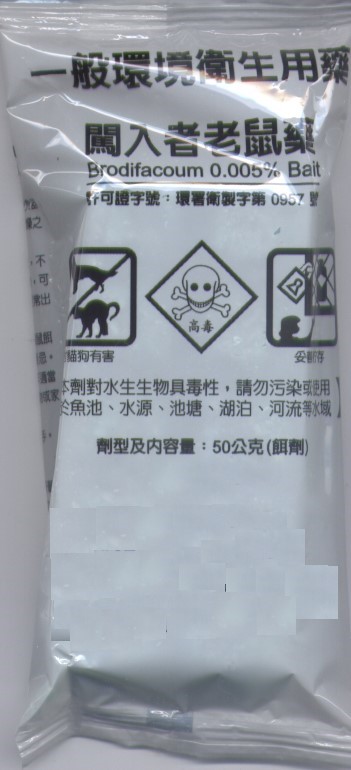 一般環境衛生用藥
闖入者老鼠藥
Brodifacoum 0.005% Bait
許可證字號：環署衛製字第 0957 號
高毒
貓狗有害
妥善存
本劑對水生生物具毒性，請勿污染或使用
於魚池、水源、池塘、湖泊、河流等水域
劑型及內容量：50公克(餌劑)